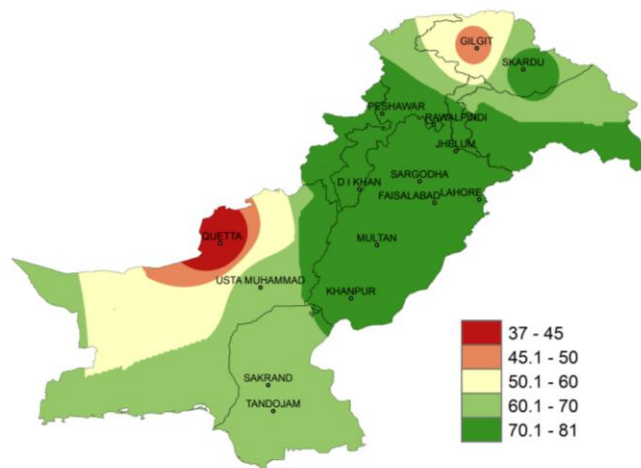 GILGIT
SKARDU
PESHAWAR
RAWALPINDI
JHBLUM
SARGODHA
D I KHAN
FAISALABAD
LAHORE
QUETTA
MULTAN
USTA MUHAMMAD
KHANPUR
SAKRAND
TANDOJAM
37 - 45
45.1 - 50
50.1 - 60
60.1 - 70
70.1 - 81